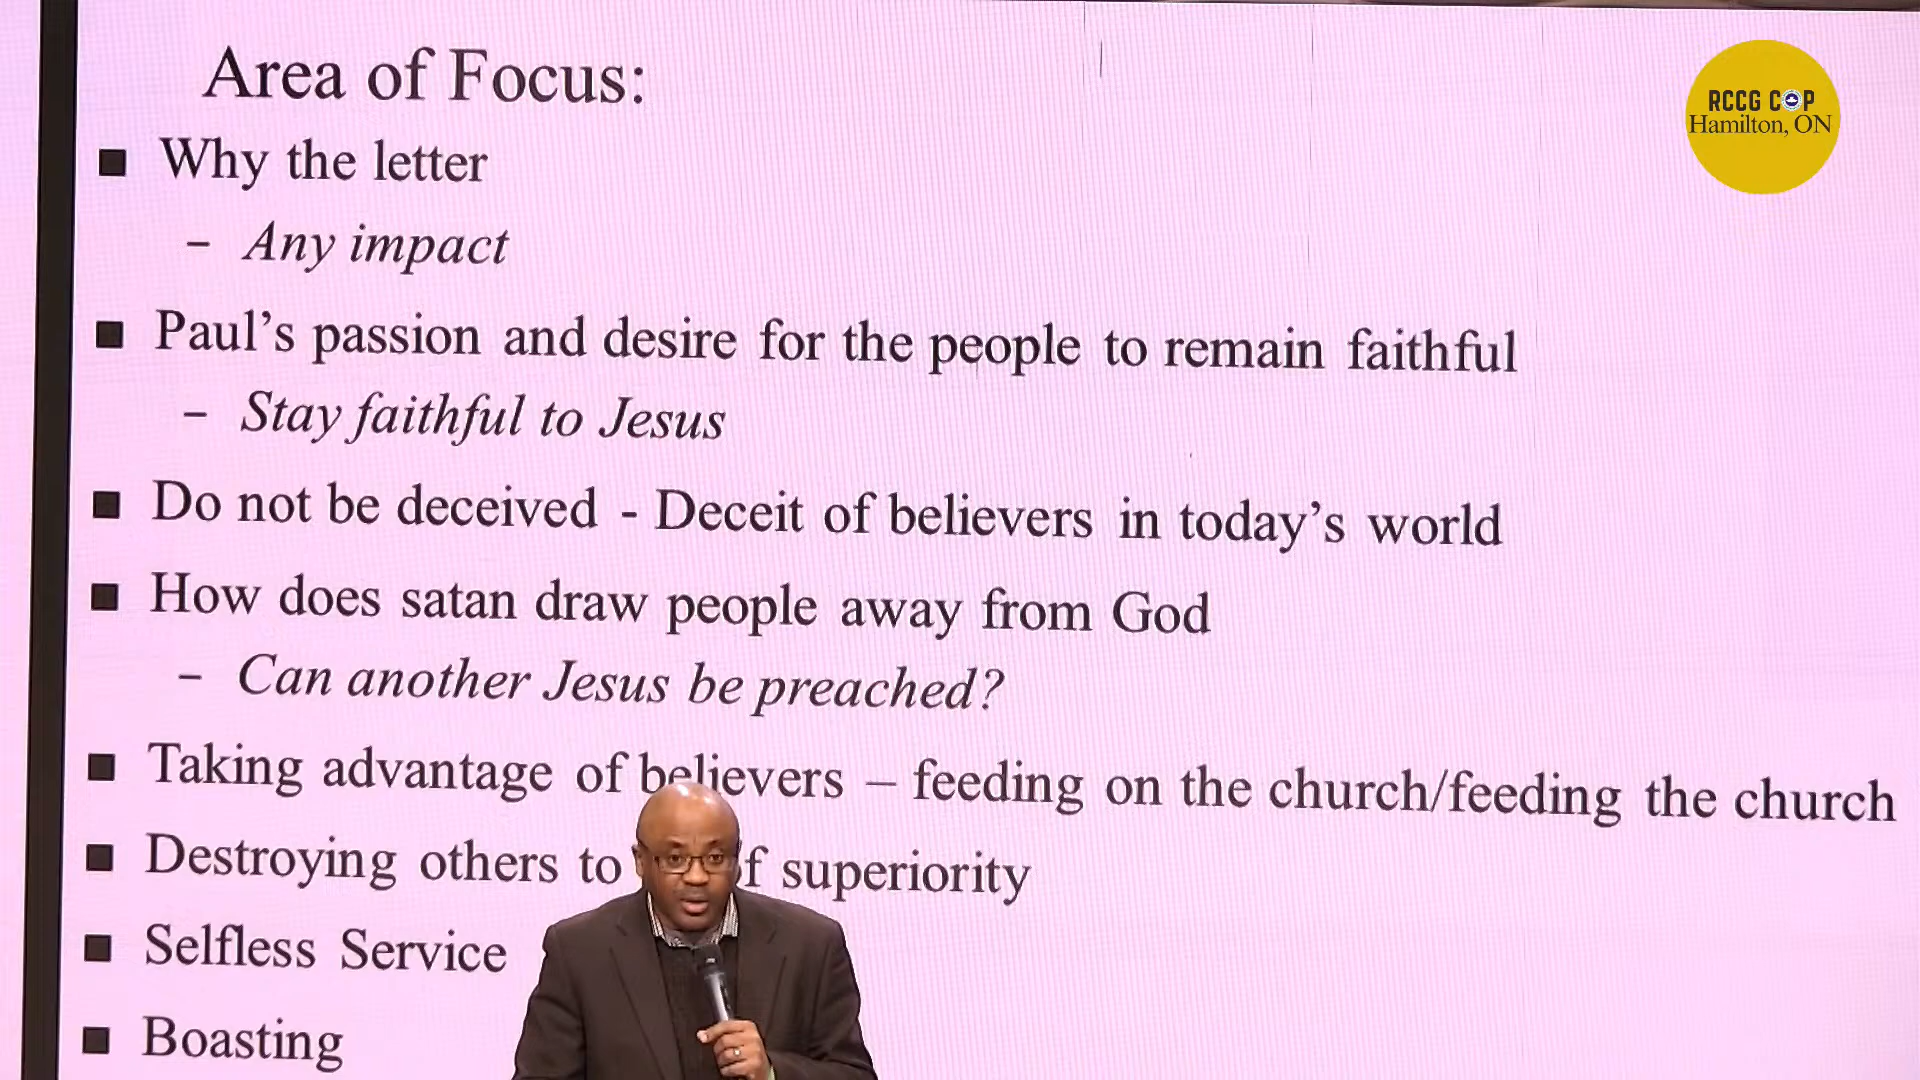 Area of Focus:
RCCG COP
Hamilton, ON
■ Why the letter
– Any impact
■ Paul’s passion and desire for the people to remain faithful
– Stay faithful to Jesus
■ Do not be deceived - Deceit of believers in today’s world
■ How does satan draw people away from God
– Can another Jesus be preached?
■ Taking advantage of believers – feeding on the church/feeding the church
■ Destroying others to superiority
■ Selfless Service
■ Boasting